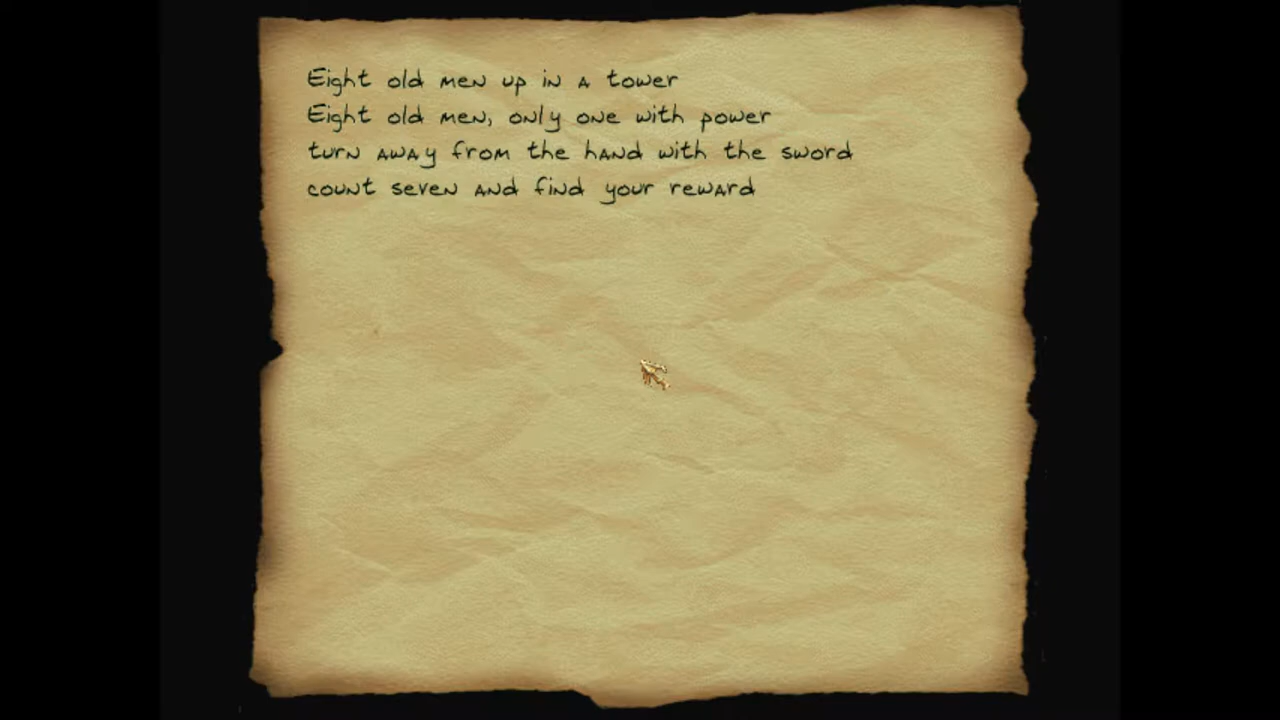 Eight old men up in a tower
Eight old men, only one with power
turn away from the hand with the sword
count seven and find your reward